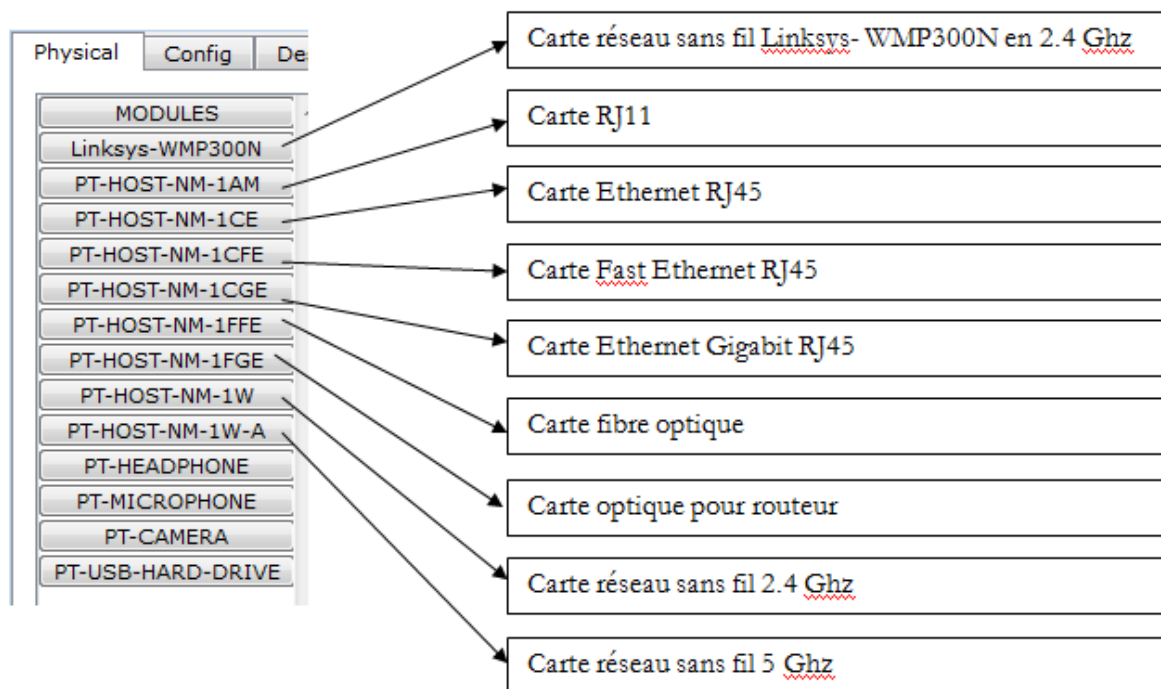 Physical
Config
De
MODULES
Linksys-WMP300N
PT-HOST-NM-1AM
PT-HOST-NM-1CE
PT-HOST-NM-1CFE
PT-HOST-NM-1CGE
PT-HOST-NM-1FFE
PT-HOST-NM-1FGE
PT-HOST-NM-1W
PT-HOST-NM-1W-A
PT-HEADPHONE
PT-MICROPHONE
PT-CAMERA
PT-USB-HARD-DRIVE
Carte réseau sans fil Linksys- WMP300N en 2.4 Ghz
Carte RJ11
Carte Ethernet RJ45
Carte Fast Ethernet RJ45
Carte Ethernet Gigabit RJ45
Carte fibre optique
Carte optique pour routeur
Carte réseau sans fil 2.4 Ghz
Carte réseau sans fil 5 Ghz